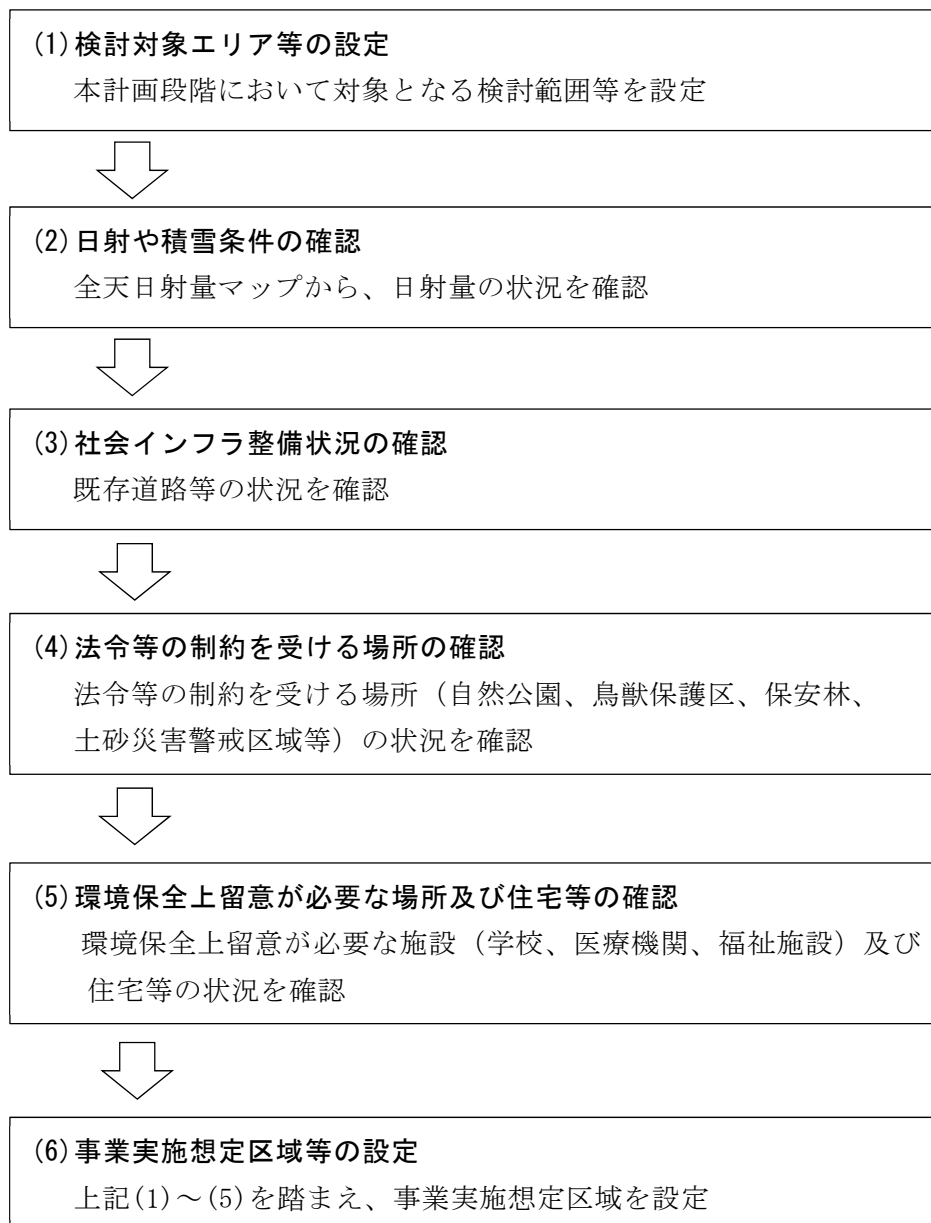 (1)検討対象エリア等の設定
本計画段階において対象となる検討範囲等を設定
(2)日射や積雪条件の確認
全天日射量マップから、日射量の状況を確認
(3)社会インフラ整備状況の確認
既存道路等の状況を確認
(4)法令等の制約を受ける場所の確認
法令等の制約を受ける場所（自然公園、鳥獣保護区、保安林、
土砂災害警戒区域等）の状況を確認
(5)環境保全上留意が必要な場所及び住宅等の確認
環境保全上留意が必要な施設（学校、医療機関、福祉施設）及び
住宅等の状況を確認
(6)事業実施想定区域等の設定
上記(1)～(5)を踏まえ、事業実施想定区域を設定